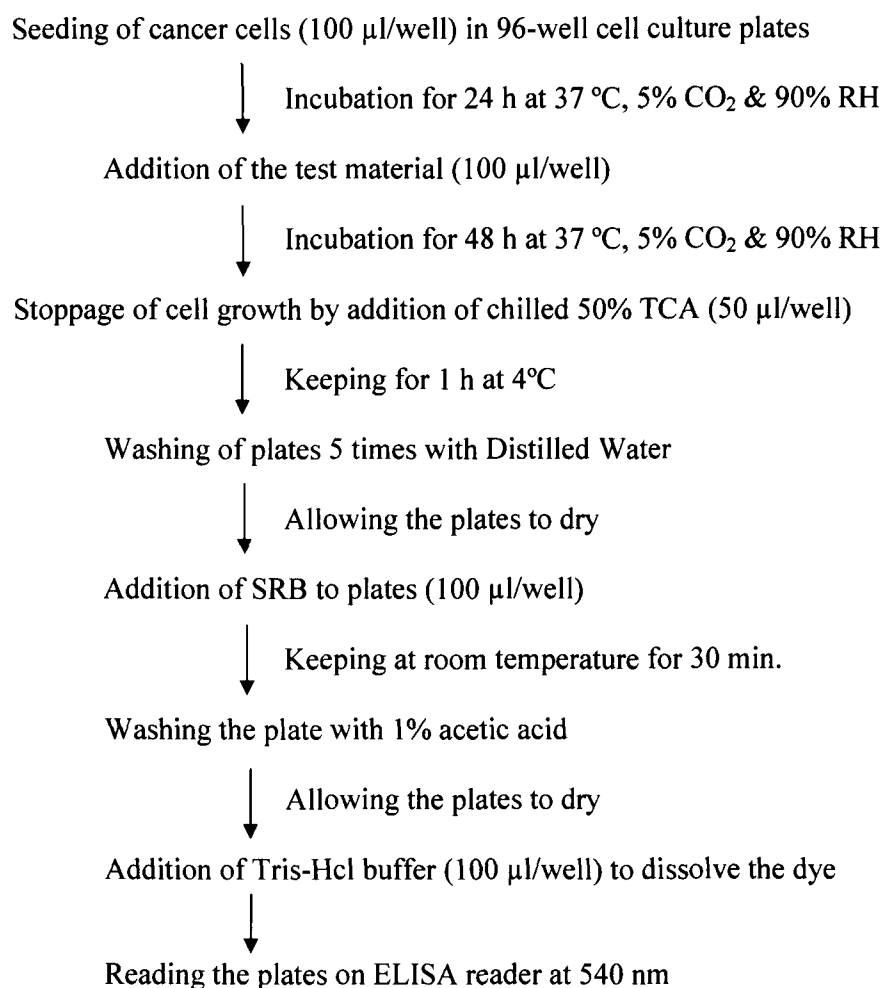 Seeding of cancer cells (100 µl/well) in 96-well cell culture plates
Incubation for 24 h at 37 ºC, 5% CO₂ & 90% RH
Addition of the test material (100 µl/well)
Incubation for 48 h at 37 ºC, 5% CO₂ & 90% RH
Stoppage of cell growth by addition of chilled 50% TCA (50 µl/well)
Keeping for 1 h at 4ºC
Washing of plates 5 times with Distilled Water
Allowing the plates to dry
Addition of SRB to plates (100 µl/well)
Keeping at room temperature for 30 min.
Washing the plate with 1% acetic acid
Allowing the plates to dry
Addition of Tris-Hcl buffer (100 µl/well) to dissolve the dye
Reading the plates on ELISA reader at 540 nm